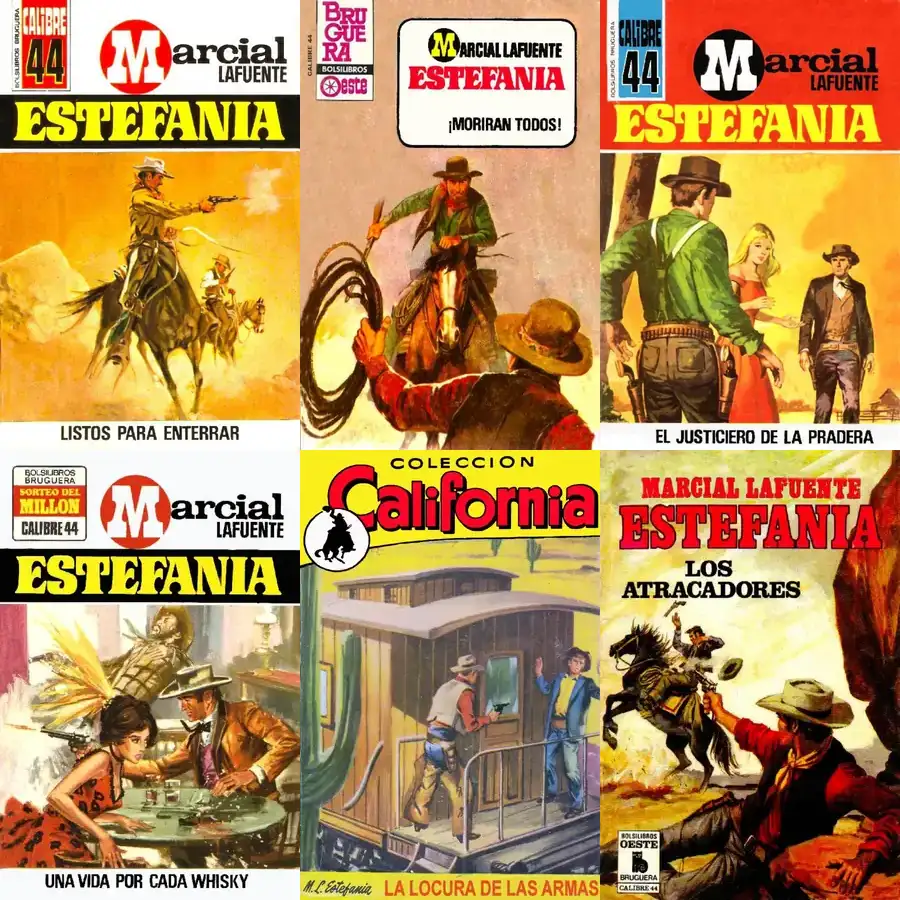 CALIBRE
44
BOLSILIBROS BRUGUERA
Marcial
LAFUENTE
ESTEFANIA
LISTOS PARA ENTERRAR
CALIBRE 44
BRU
GUE
RA
BOLSILIBROS
Oeste
MARCIAL LAFUENTE
ESTEFANIA
¡MORIRAN TODOS!
BOLSILIBROS BRUGUERA
CALIBRE
44
Marcial
LAFUENTE
ESTEFANIA
EL JUSTICIERO DE LA PRADERA
BOLSILIBROS
BRUGUERA
SORTEO DEL
MILLON
CALIBRE 44
Marcial
LAFUENTE
ESTEFANIA
UNA VIDA POR CADA WHISKY
COLECCION
California
M. L. Estefania
LA LOCURA DE LAS ARMAS
MARCIAL LAFUENTE
ESTEFANIA
LOS
ATRACADORES
BOLSILIBROS
OESTE
BRUGUERA
CALIBRE 44